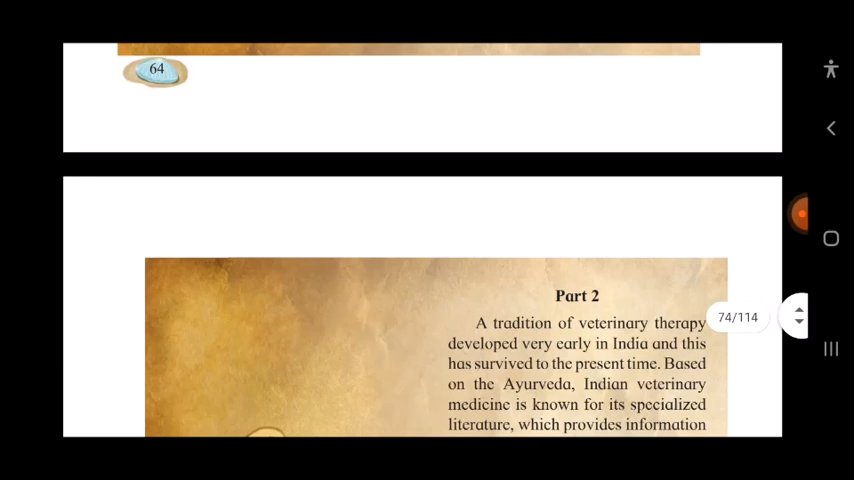 64
Part 2
A tradition of veterinary therapy
developed very early in India and this
has survived to the present time. Based
on the Ayurveda, Indian veterinary
medicine is known for its specialized
literature, which provides information
74/114